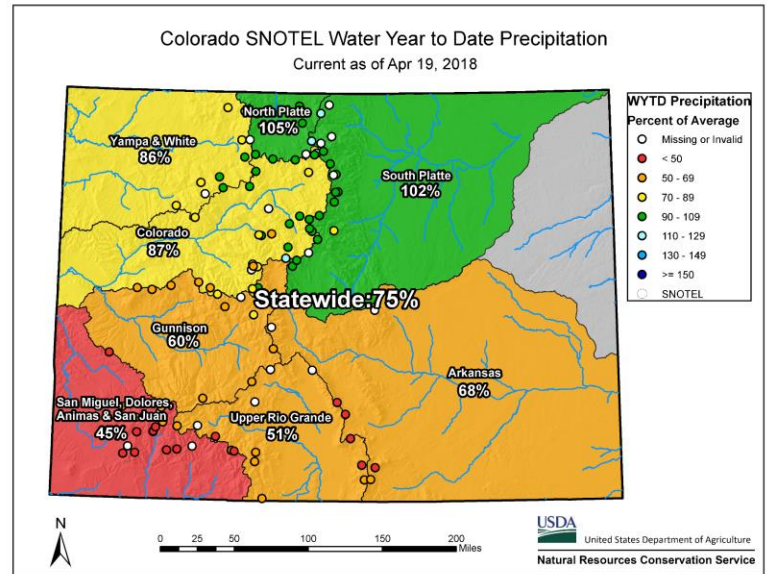 Colorado SNOTEL Water Year to Date Precipitation
Current as of Apr 19, 2018
WYTD Precipitation
Percent of Average
Missing or Invalid
< 50
50 - 69
70 - 89
90 - 109
110 - 129
130 - 149
>= 150
SNOTEL
North Platte
105%
Yampa & White
86%
South Platte
102%
Colorado
87%
Statewide:75%
Gunnison
60%
Arkansas
68%
San Miguel, Dolores,
Animas & San Juan
45%
Upper Rio Grande
51%
N
0 25 50 100 150 200
Miles
USDA
United States Department of Agriculture
Natural Resources Conservation Service